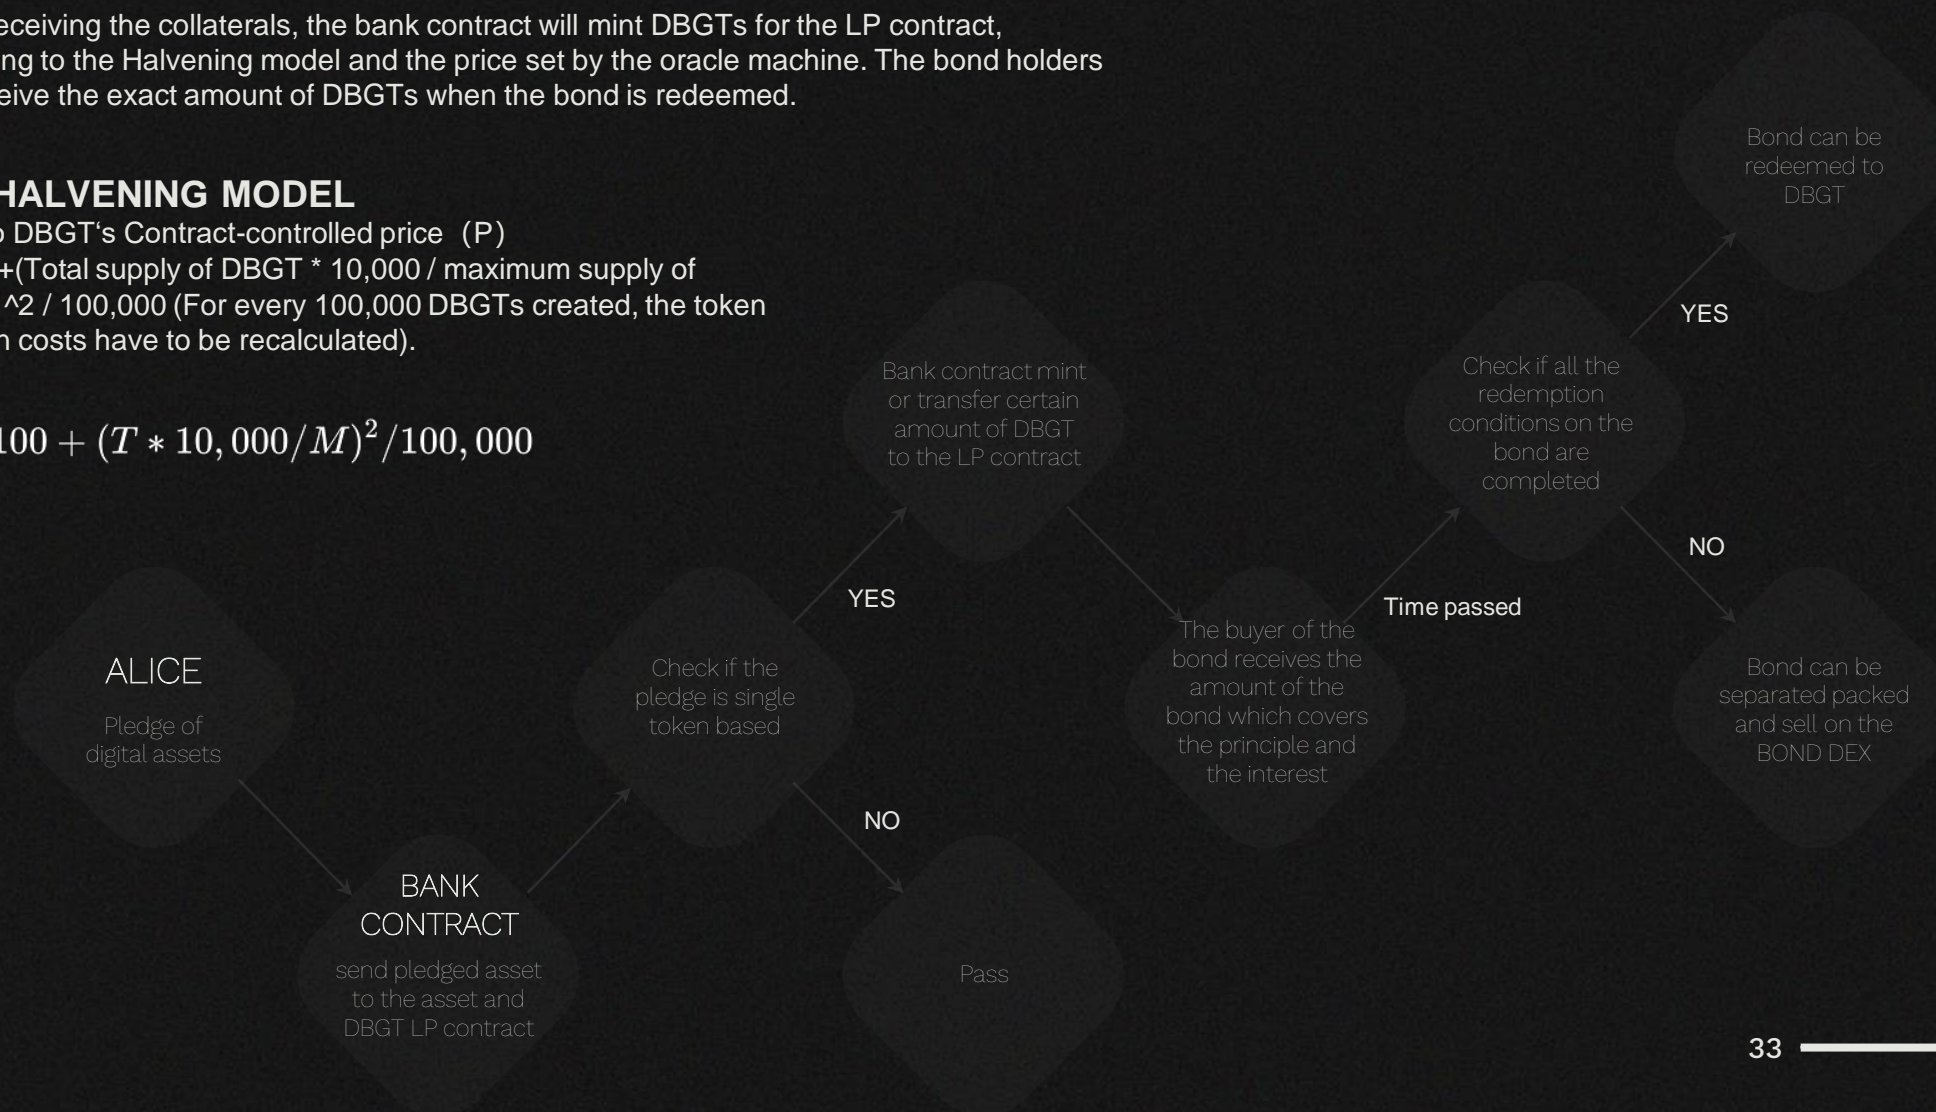 eceiving the collaterals, the bank contract will mint DBGTs for the LP contract,
ng to the Halvening model and the price set by the oracle machine. The bond holders
eive the exact amount of DBGTs when the bond is redeemed.
HALVENING MODEL
o DBGT‘s Contract-controlled price（P）
+(Total supply of DBGT * 10,000 / maximum supply of
^2 / 100,000 (For every 100,000 DBGTs created, the token
n costs have to be recalculated).
100 + (T * 10, 000/M)^2/100, 000
ALICE
Pledge of
digital assets
BANK
CONTRACT
send pledged asset
to the asset and
DBGT LP contract
Check if the
pledge is single
token based
YES
NO
Bank contract mint
or transfer certain
amount of DBGT
to the LP contract
Pass
The buyer of the
bond receives the
amount of the
bond which covers
the principle and
the interest
Time passed
Check if all the
redemption
conditions on the
bond are
completed
YES
NO
Bond can be
redeemed to
DBGT
Bond can be
separated packed
and sell on the
BOND DEX
33